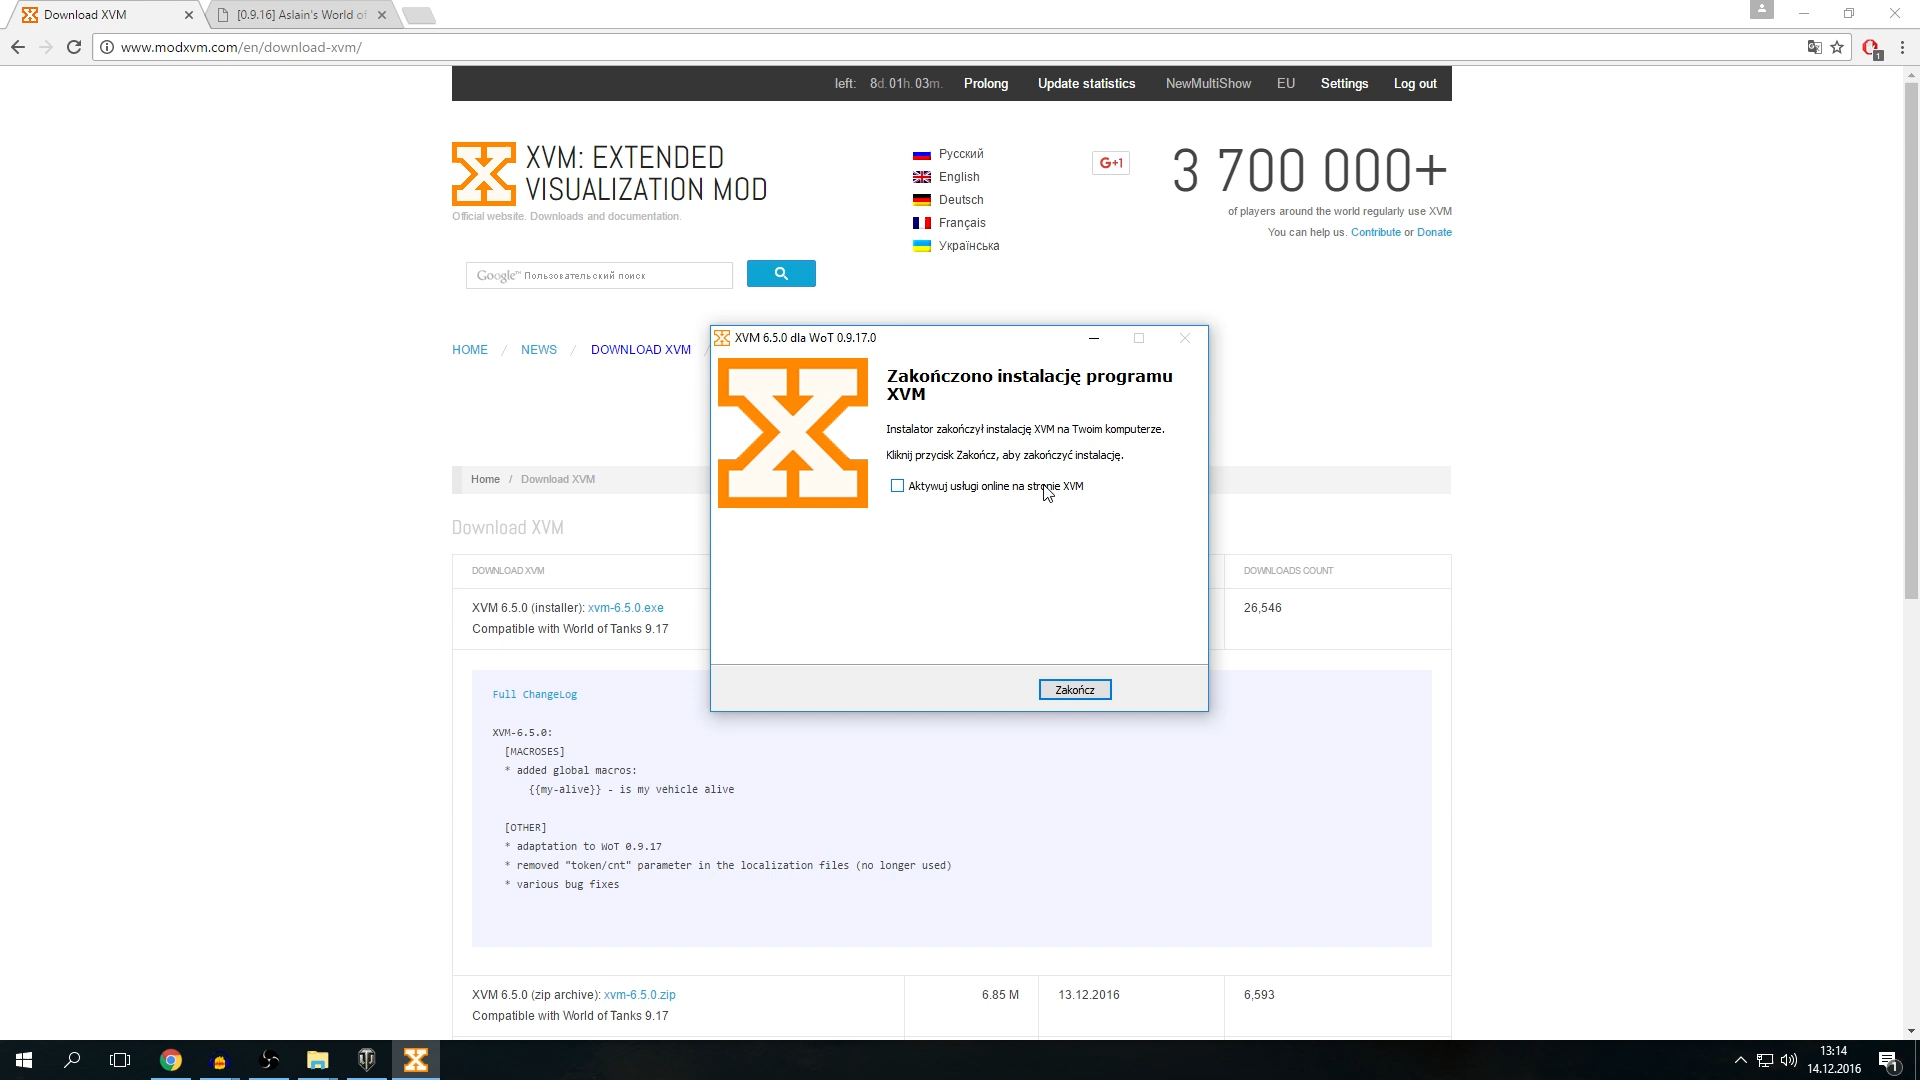 Download XVM
[0.9.16] Aslain's World of
www.modxvm.com/en/download-xvm/
left: 8d. 01h. 03m. Prolong Update statistics NewMultiShow EU Settings Log out
XVM: EXTENDED
VISUALIZATION MOD
Official website. Downloads and documentation.
Русский
English
Deutsch
Français
Українська
G+1
3 700 000+
of players around the world regularly use XVM
You can help us. Contribute or Donate
Google™ Пользовательский поиск
HOME / NEWS / DOWNLOAD XVM /
XVM 6.5.0 dla WoT 0.9.17.0
Zakończono instalację programu
XVM
Instalator zakończył instalację XVM na Twoim komputerze.
Kliknij przycisk Zakończ, aby zakończyć instalację.
Aktywuj usługi online na stronie XVM
Zakończ
Home / Download XVM
Download XVM
DOWNLOAD XVM DOWNLOADS COUNT
XVM 6.5.0 (installer): xvm-6.5.0.exe 26,546
Compatible with World of Tanks 9.17
Full ChangeLog
XVM-6.5.0:
[MACROSES]
* added global macros:
{{my-alive}} - is my vehicle alive
[OTHER]
* adaptation to WoT 0.9.17
* removed "token/cnt" parameter in the localization files (no longer used)
* various bug fixes
XVM 6.5.0 (zip archive): xvm-6.5.0.zip 6.85 M 13.12.2016 6,593
Compatible with World of Tanks 9.17
13:14
14.12.2016
1